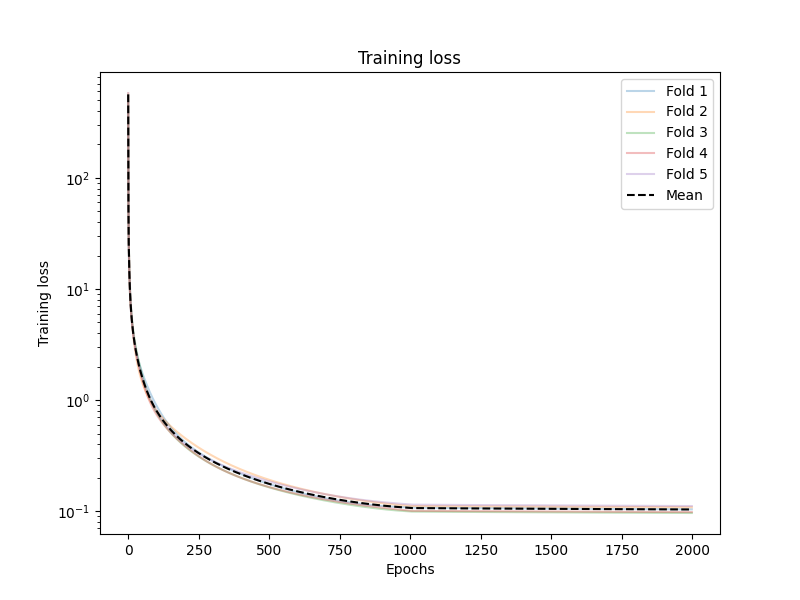 Training loss
Fold 1
Fold 2
Fold 3
Fold 4
Fold 5
Mean
Training loss
10²
10¹
10⁰
10⁻¹
0 250 500 750 1000 1250 1500 1750 2000
Epochs